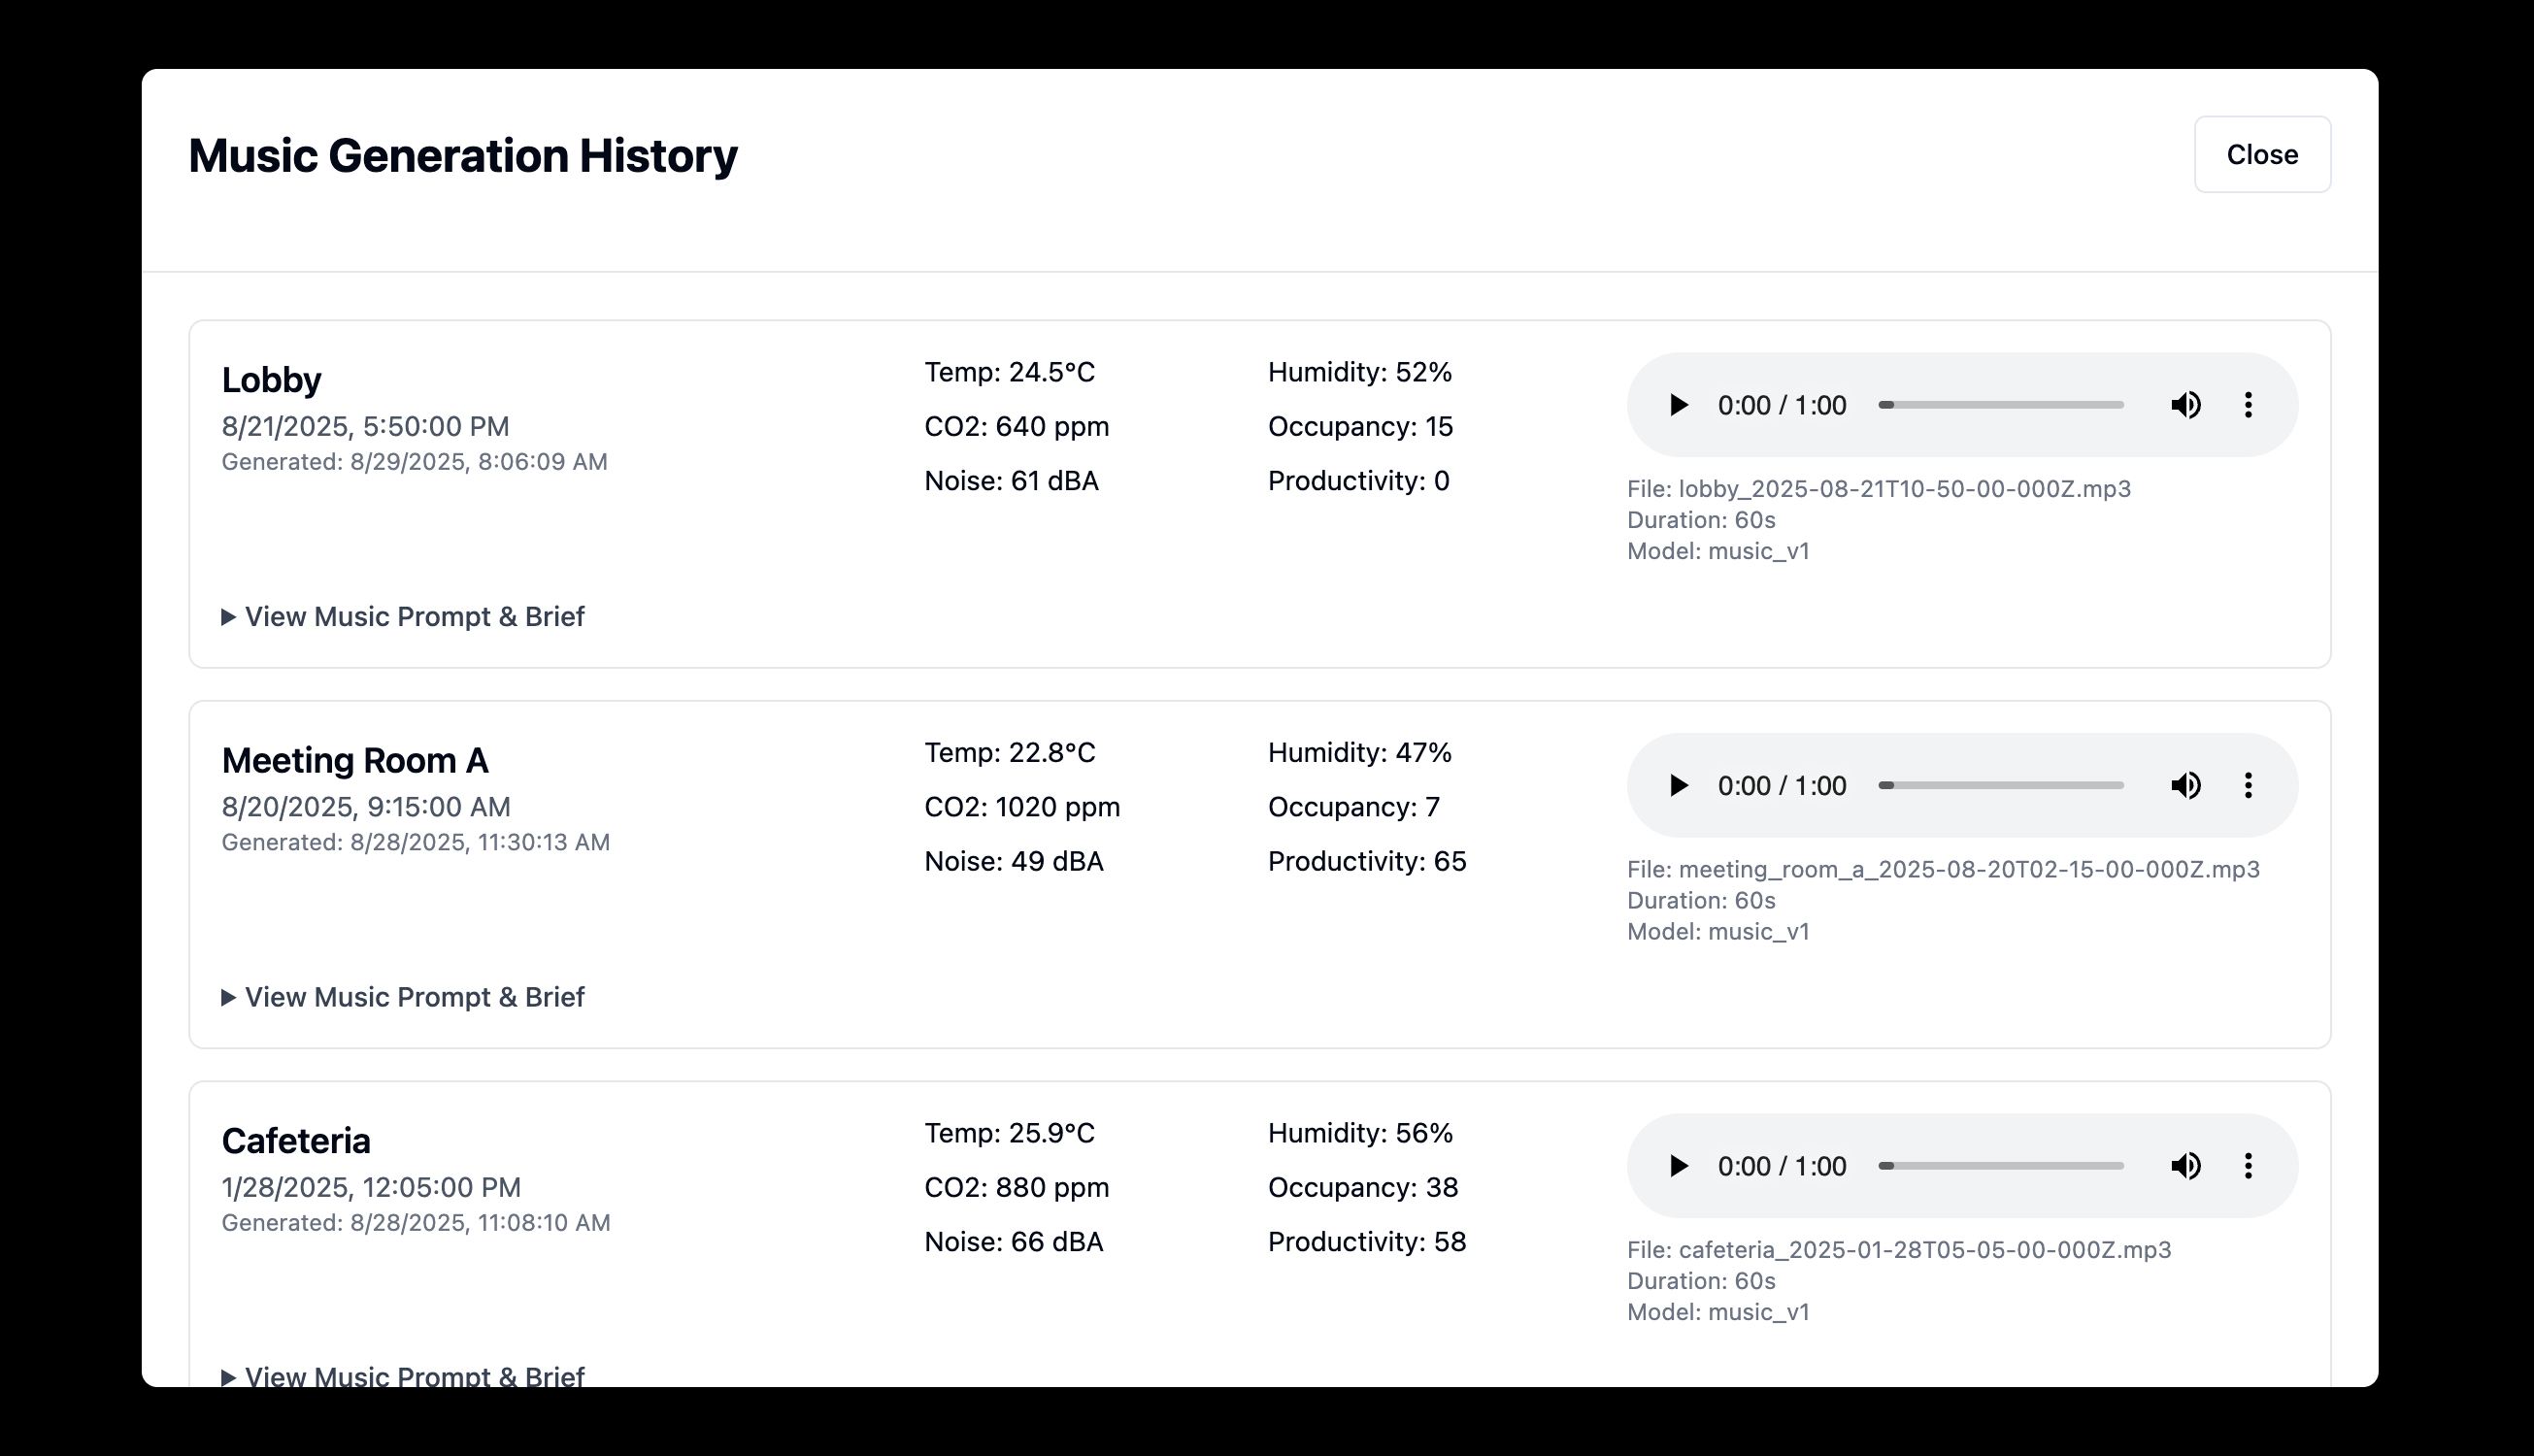 Music Generation History
Close
Lobby
8/21/2025, 5:50:00 PM
Generated: 8/29/2025, 8:06:09 AM
Temp: 24.5°C
Humidity: 52%
CO2: 640 ppm
Occupancy: 15
Noise: 61 dBA
Productivity: 0
0:00 / 1:00
File: lobby_2025-08-21T10-50-00-000Z.mp3
Duration: 60s
Model: music_v1
View Music Prompt & Brief
Meeting Room A
8/20/2025, 9:15:00 AM
Generated: 8/28/2025, 11:30:13 AM
Temp: 22.8°C
Humidity: 47%
CO2: 1020 ppm
Occupancy: 7
Noise: 49 dBA
Productivity: 65
0:00 / 1:00
File: meeting_room_a_2025-08-20T02-15-00-000Z.mp3
Duration: 60s
Model: music_v1
View Music Prompt & Brief
Cafeteria
1/28/2025, 12:05:00 PM
Generated: 8/28/2025, 11:08:10 AM
Temp: 25.9°C
Humidity: 56%
CO2: 880 ppm
Occupancy: 38
Noise: 66 dBA
Productivity: 58
0:00 / 1:00
File: cafeteria_2025-01-28T05-05-00-000Z.mp3
Duration: 60s
Model: music_v1
View Music Prompt & Brief